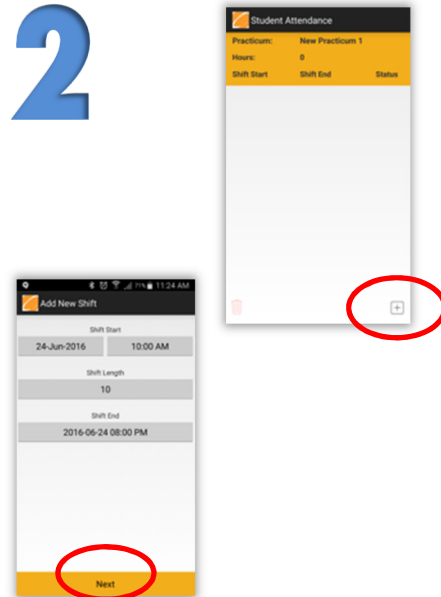 2
Student Attendance
Practicum: New Practicum 1
Hours: 0
Shift Start Shift End Status
71% 11:24 AM
Add New Shift
Shift Start
24-Jun-2016 10:00 AM
Shift Length
10
Shift End
2016-06-24 08:00 PM
Next